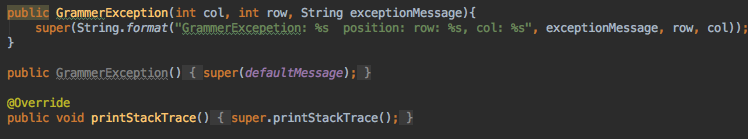 public GrammerException(int col, int row, String exceptionMessage){
super(String.format("GrammerExcepetion: %s  position: row: %s, col: %s", exceptionMessage, row, col));
}
public GrammerException() { super(defaultMessage); }
@Override
public void printStackTrace() { super.printStackTrace(); }